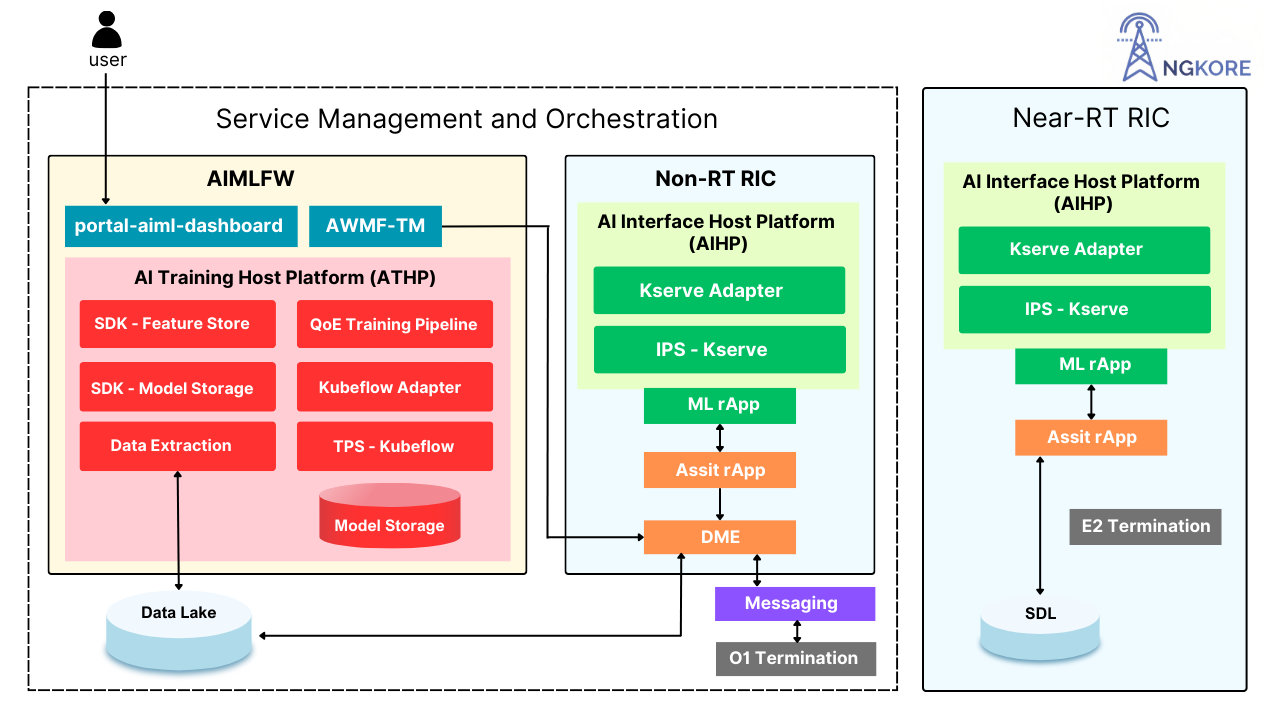 user
NGKORE
Service Management and Orchestration
AIMLFW
portal-aiml-dashboard
AWMF-TM
AI Training Host Platform (ATHP)
SDK - Feature Store
QoE Training Pipeline
SDK - Model Storage
Kubeflow Adapter
Data Extraction
TPS - Kubeflow
Model Storage
Data Lake
Non-RT RIC
AI Interface Host Platform
(AIHP)
Kserve Adapter
IPS - Kserve
ML rApp
Assit rApp
DME
Messaging
O1 Termination
Near-RT RIC
AI Interface Host Platform
(AIHP)
Kserve Adapter
IPS - Kserve
ML rApp
Assit rApp
E2 Termination
SDL